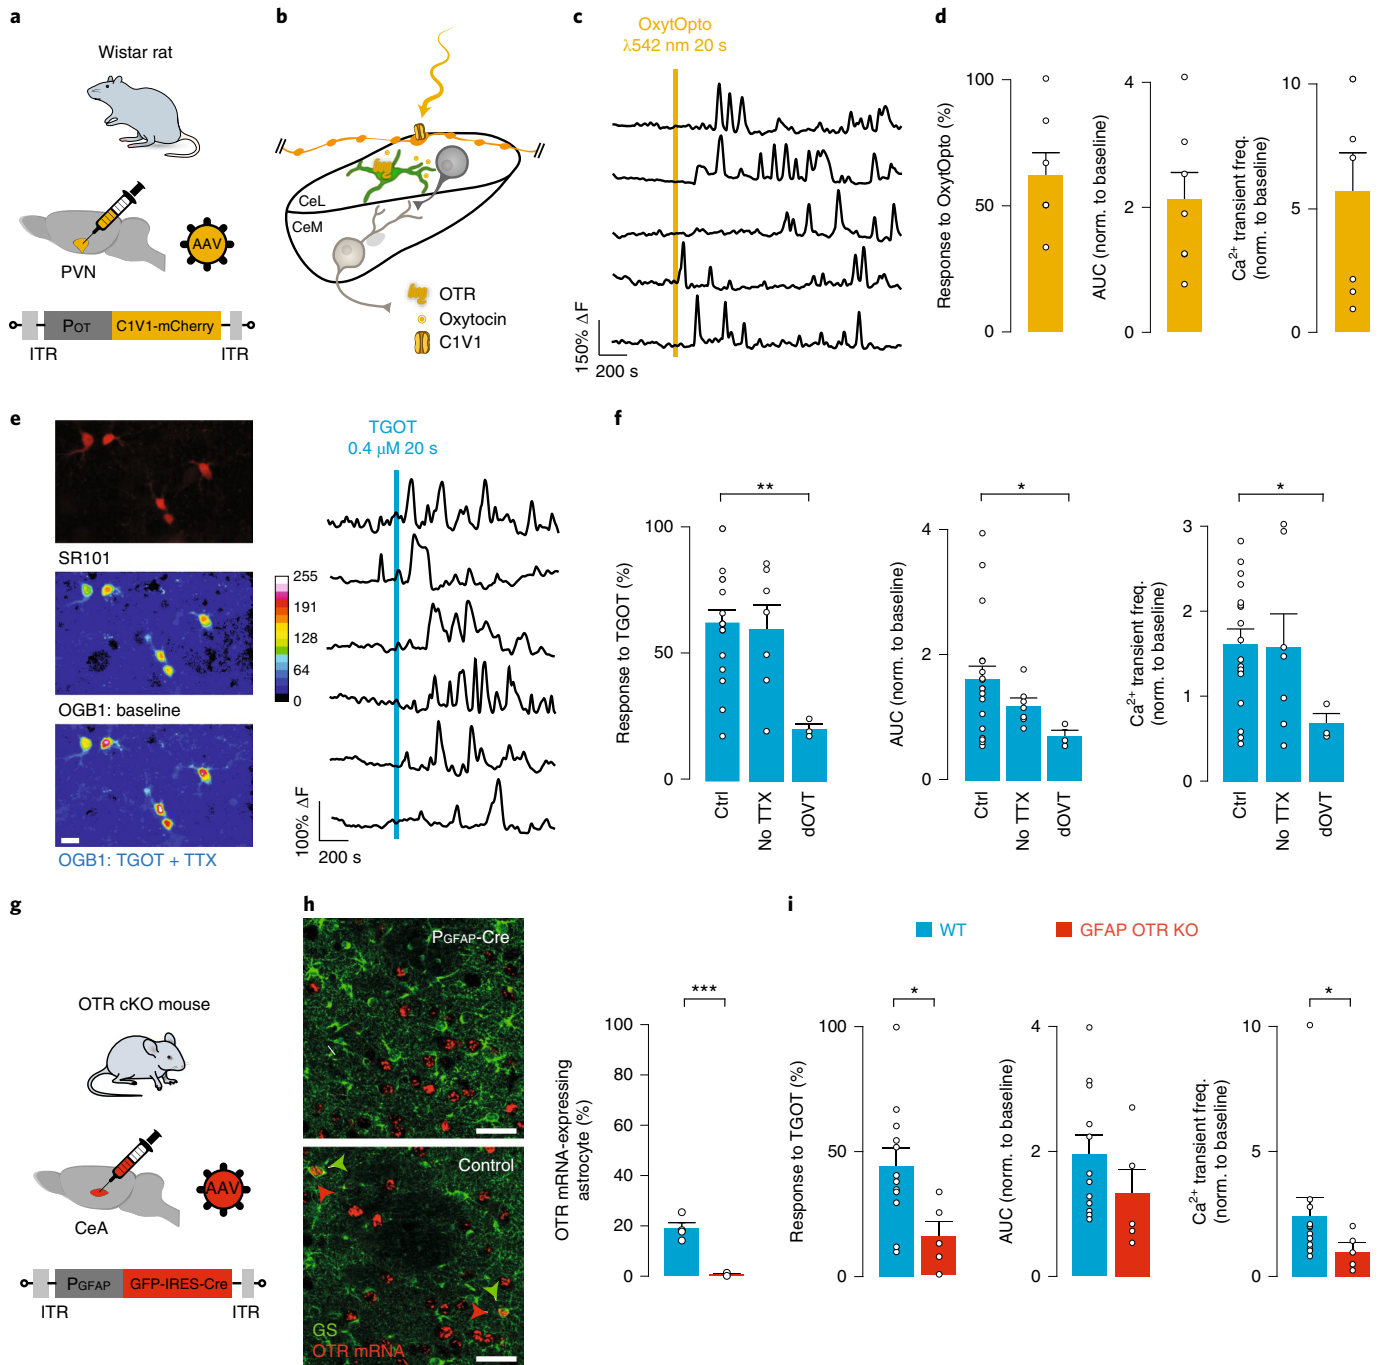 a
Wistar rat
AAV
PVN
POT
C1V1-mCherry
ITR
ITR
b
CeL
CeM
OTR
Oxytocin
C1V1
c
OxytOpto
λ542 nm 20 s
150% ΔF
200 s
d
Response to OxytOpto (%)
100
50
0
AUC (norm. to baseline)
4
2
0
Ca2+ transient freq.
(norm. to baseline)
10
5
0
e
SR101
OGB1: baseline
OGB1: TGOT + TTX
255
191
128
64
0
TGOT
0.4 μM 20 s
100% ΔF
200 s
f
Response to TGOT (%)
100
50
0
**
Ctrl
No TTX
dOVT
AUC (norm. to baseline)
4
2
0
*
Ctrl
No TTX
dOVT
Ca2+ transient freq.
(norm. to baseline)
3
2
1
0
*
Ctrl
No TTX
dOVT
g
OTR cKO mouse
AAV
CeA
PGFAP
GFP-IRES-Cre
ITR
ITR
h
PGFAP-Cre
Control
GS
OTR mRNA
OTR mRNA-expressing
astrocyte (%)
100
80
60
40
20
0
***
i
WT
GFAP OTR KO
Response to TGOT (%)
100
50
0
*
AUC (norm. to baseline)
4
2
0
Ca2+ transient freq.
(norm. to baseline)
10
5
0
*